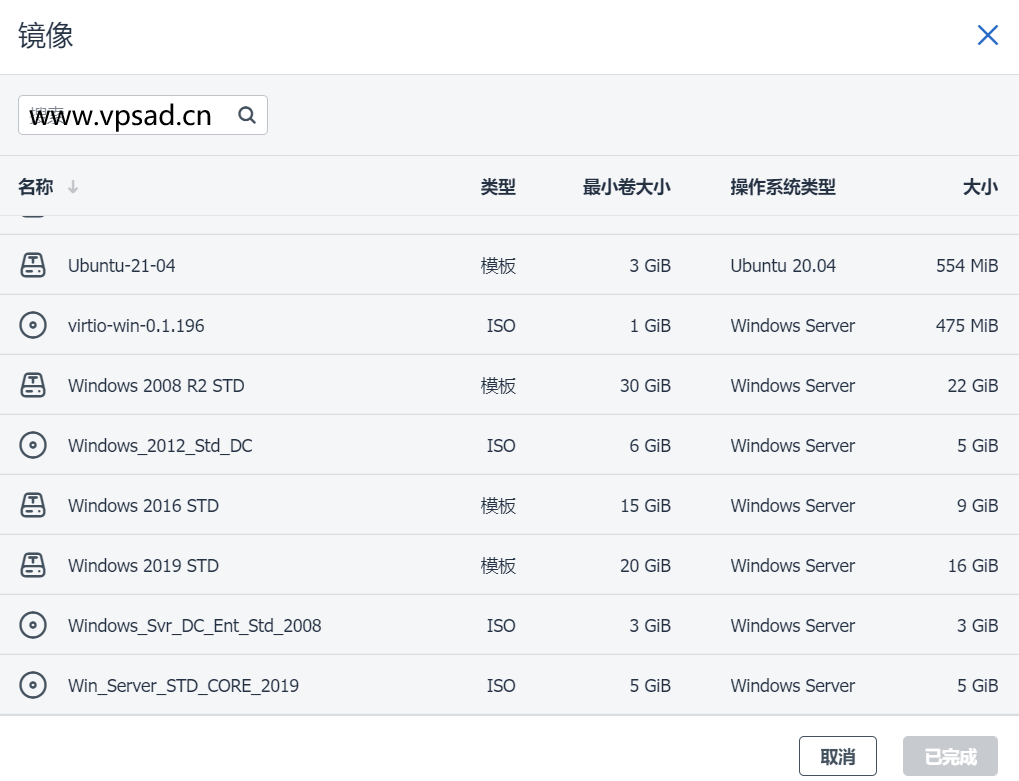 镜像
www.vpsad.cn
名称 类型 最小卷大小 操作系统类型 大小
Ubuntu-21-04 模板 3 GiB Ubuntu 20.04 554 MiB
virtio-win-0.1.196 ISO 1 GiB Windows Server 475 MiB
Windows 2008 R2 STD 模板 30 GiB Windows Server 22 GiB
Windows_2012_Std_DC ISO 6 GiB Windows Server 5 GiB
Windows 2016 STD 模板 15 GiB Windows Server 9 GiB
Windows 2019 STD 模板 20 GiB Windows Server 16 GiB
Windows_Svr_DC_Ent_Std_2008 ISO 3 GiB Windows Server 3 GiB
Win_Server_STD_CORE_2019 ISO 5 GiB Windows Server 5 GiB
取消 已完成